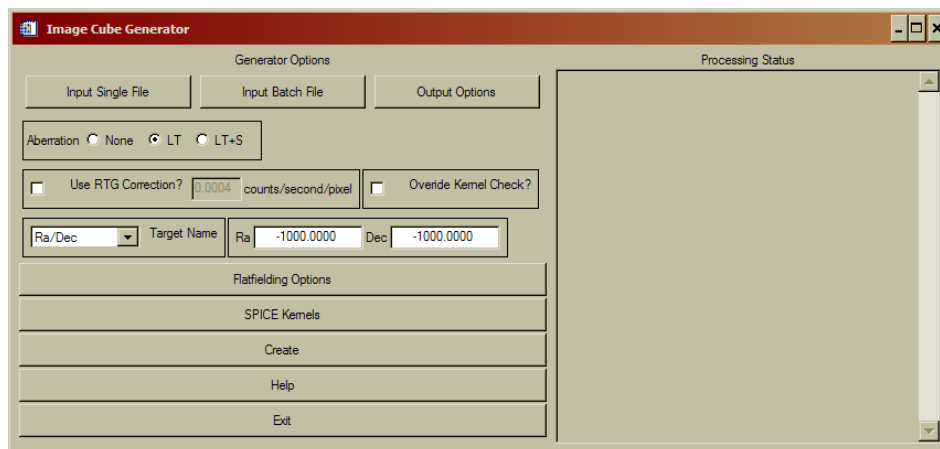 Image Cube Generator
Generator Options
Processing Status
Input Single File
Input Batch File
Output Options
Aberration None LT LT+S
Use RTG Correction? 0.0004 counts/second/pixel
Overide Kernel Check?
Ra/Dec Target Name
Ra -1000.0000 Dec -1000.0000
Flatfielding Options
SPICE Kernels
Create
Help
Exit